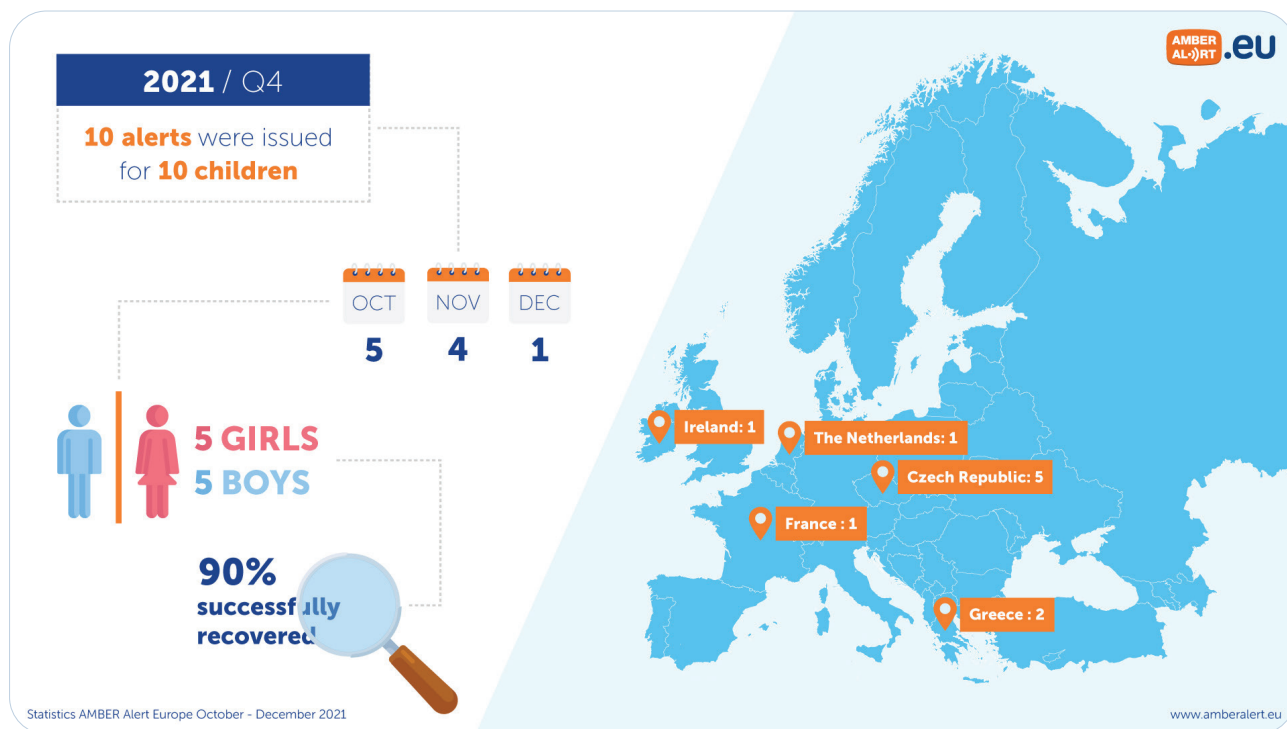 2021 / Q4
10 alerts were issued
for 10 children
OCT
NOV
DEC
5
4
1
5 GIRLS
5 BOYS
90%
successfully
recovered
Statistics AMBER Alert Europe October - December 2021
AMBER
AL•))RT
.eu
Ireland: 1
The Netherlands: 1
Czech Republic: 5
France : 1
Greece : 2
www.amberalert.eu